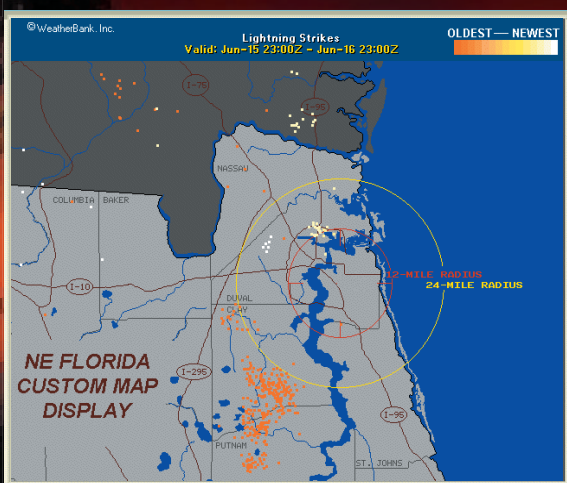 ©WeatherBank, Inc.
Lightning Strikes
OLDEST — NEWEST
Valid: Jun-15 23:00Z - Jun-16 23:00Z
I-75
I-95
NASSAU
COLUMBIA
BAKER
12-MILE RADIUS
24-MILE RADIUS
I-10
DUVAL
CLAY
NE FLORIDA
CUSTOM MAP
DISPLAY
I-295
I-95
PUTNAM
ST. JOHNS